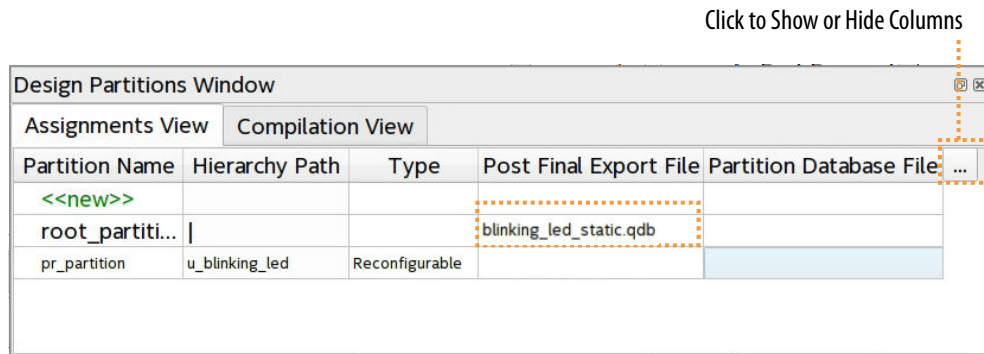 Click to Show or Hide Columns
Design Partitions Window
Assignments View Compilation View
Partition Name Hierarchy Path Type Post Final Export File Partition Database File ...
<<new>>
root_partiti... | blinking_led_static.qdb
pr_partition u_blinking_led Reconfigurable